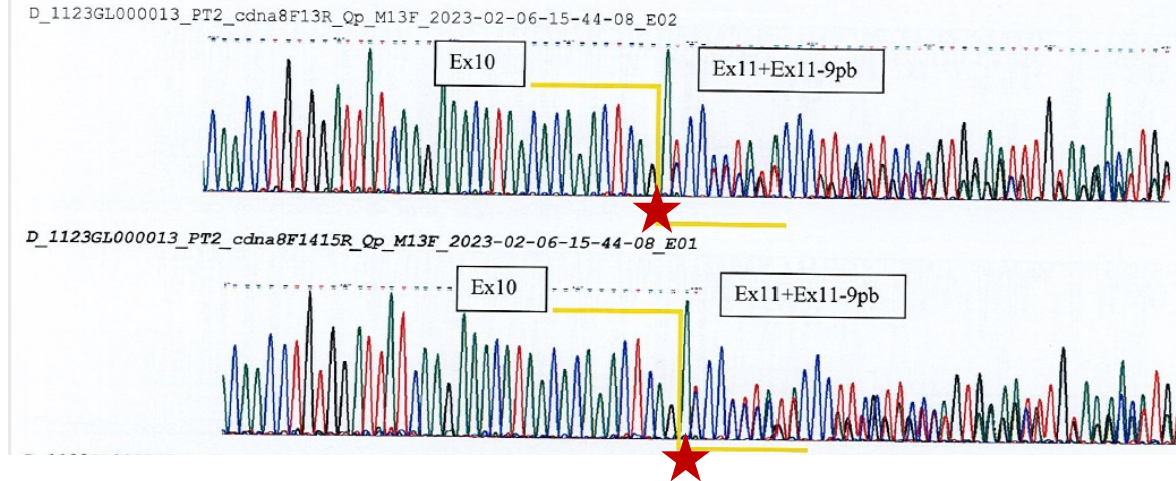 D_1123GL000013_PT2_cdna8F13R_Qp_M13F_2023-02-06-15-44-08_E02
Ex10
Ex11+Ex11-9pb
D_1123GL000013_PT2_cdna8F1415R_Qp_M13F_2023-02-06-15-44-08_E01
Ex10
Ex11+Ex11-9pb